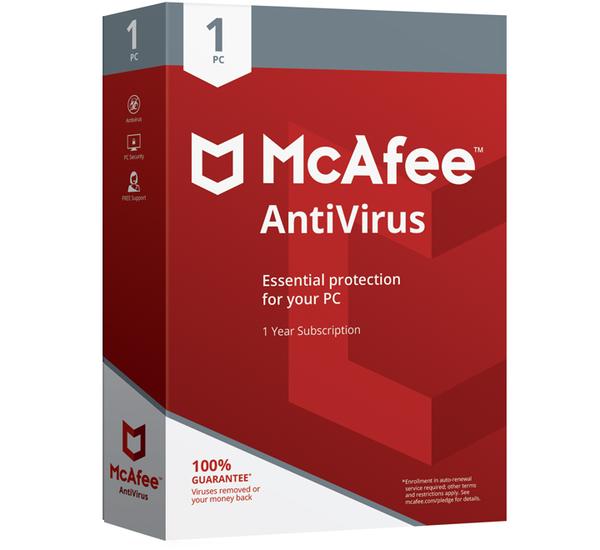 1
PC
Antivirus
PC Security
FREE Support
McAfee™
AntiVirus
1
PC
McAfee™
AntiVirus
Essential protection
for your PC
1 Year Subscription
100%
GUARANTEE*
Viruses removed or
your money back
*Enrollment in auto-renewal
service required; other terms
and restrictions apply. See
mcafee.com/pledge for details.